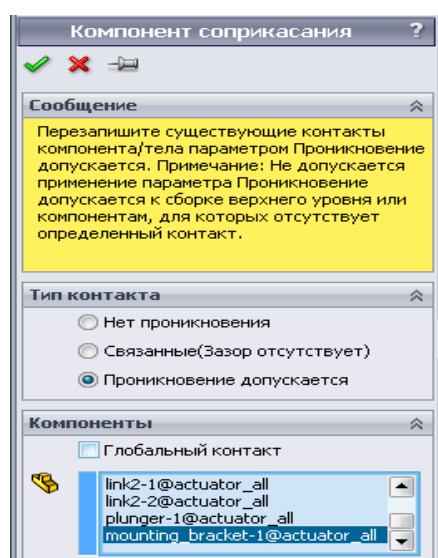 Компонент соприкасания ?
Сообщение
Перезапишите существующие контакты
компонента/тела параметром Проникновение
допускается. Примечание: Не допускается
применение параметра Проникновение
допускается к сборке верхнего уровня или
компонентам, для которых отсутствует
определенный контакт.
Тип контакта
Нет проникновения
Связанные(Зазор отсутствует)
Проникновение допускается
Компоненты
Глобальный контакт
link2-1@actuator_all
link2-2@actuator_all
plunger-1@actuator_all
mounting_bracket-1@actuator_all